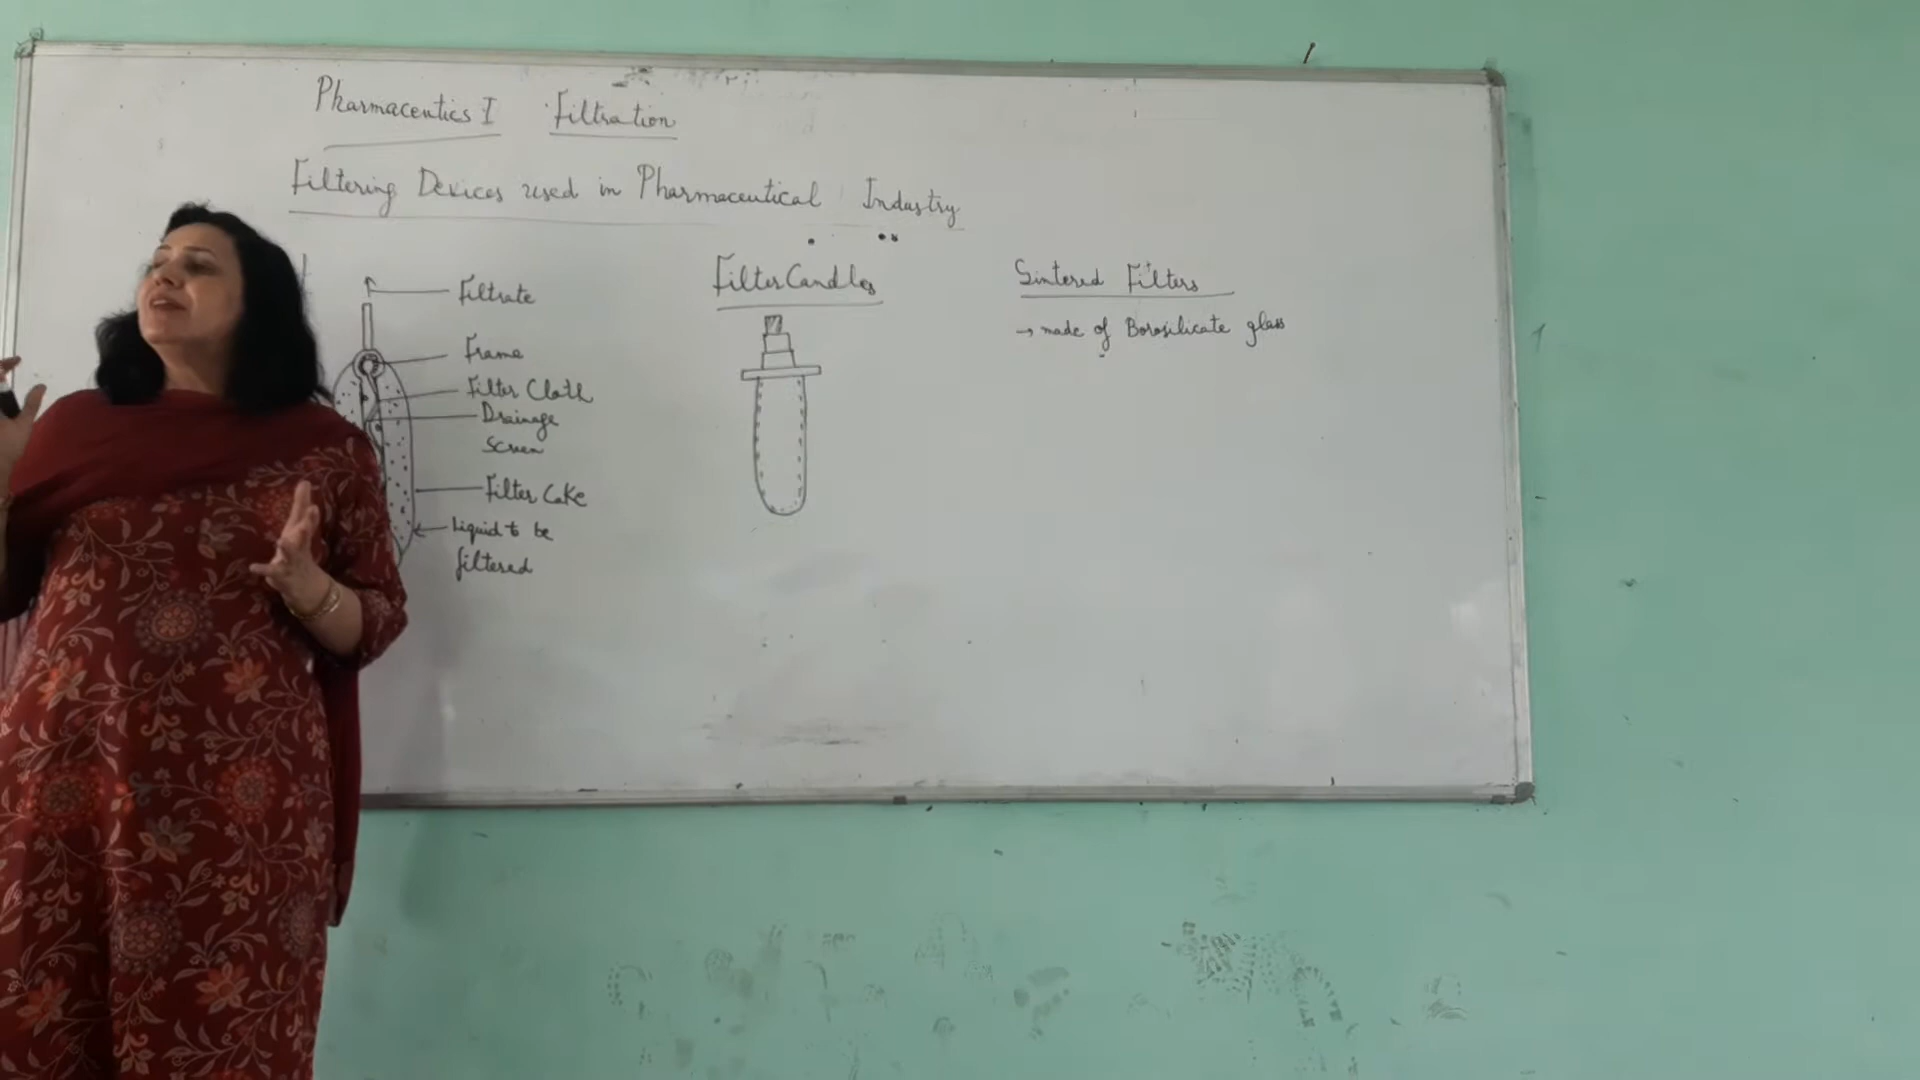 Pharmaceutics I Filtration
Filtering Devices used in Pharmaceutical Industry
Filtrate
Frame
Filter Cloth
Drainage
Screen
Filter Cake
Liquid to be
filtered
Filter Candles
Sintered Filters
→ made of Borosilicate glass